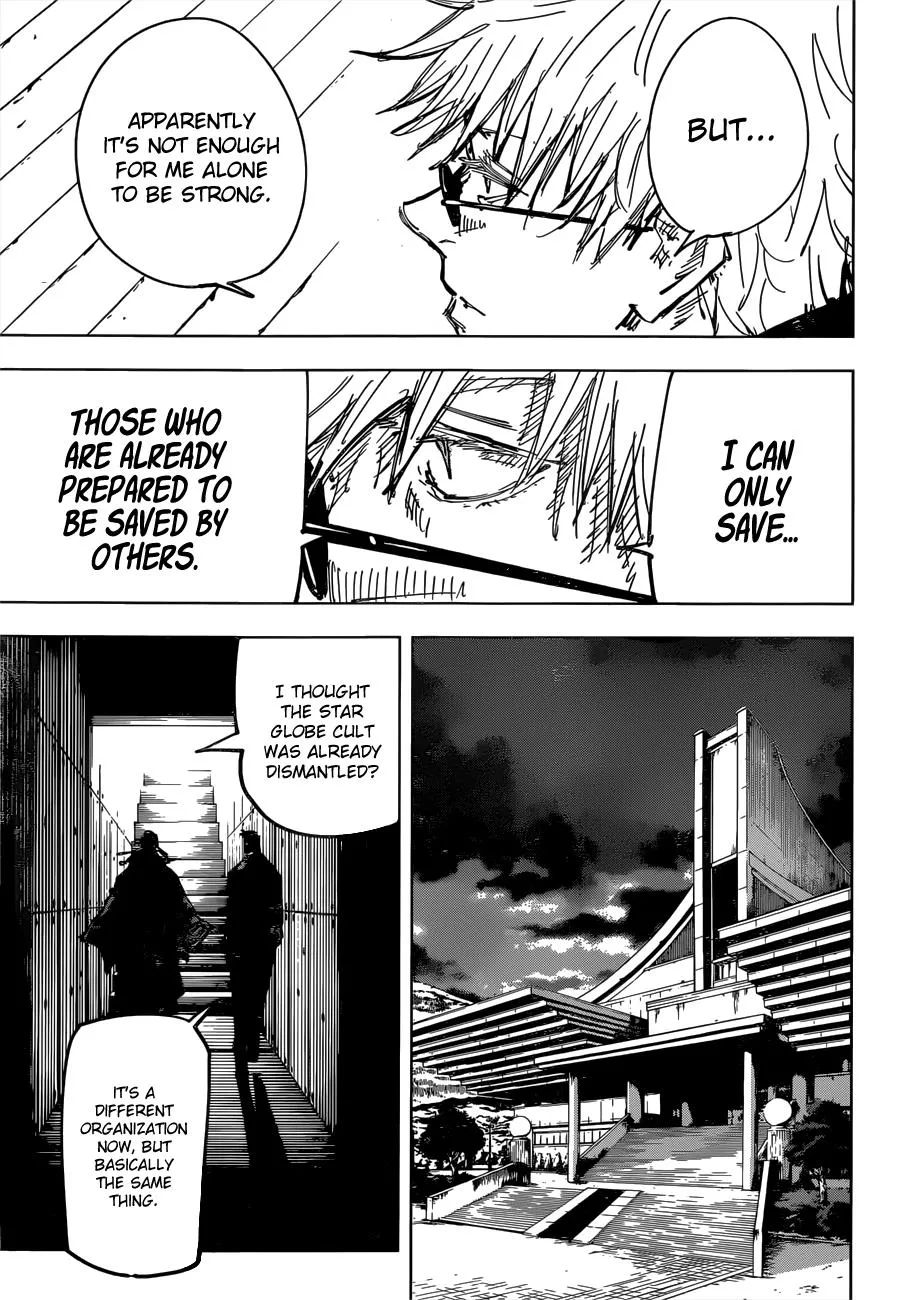 BUT...
APPARENTLY
IT'S NOT ENOUGH
FOR ME ALONE
TO BE STRONG.
I CAN
ONLY
SAVE...
THOSE WHO
ARE ALREADY
PREPARED TO
BE SAVED BY
OTHERS.
I THOUGHT
THE STAR
GLOBE CULT
WAS ALREADY
DISMANTLED?
IT'S A
DIFFERENT
ORGANIZATION
NOW, BUT
BASICALLY
THE SAME
THING.